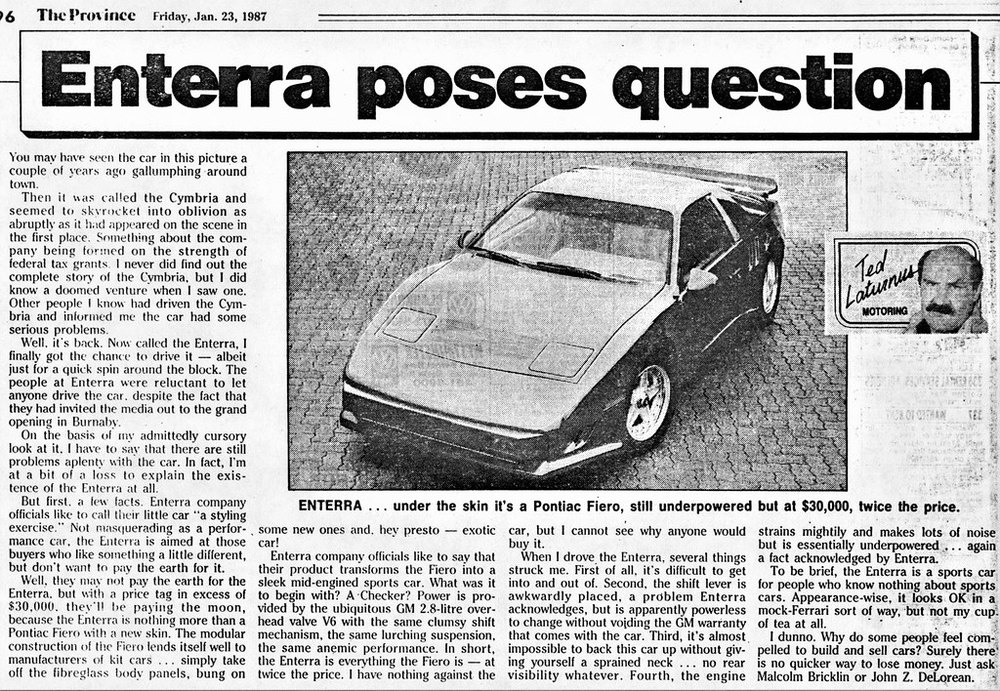 96 The Province Friday, Jan. 23, 1987
Enterra poses question
You may have seen the car in this picture a
couple of years ago gallumphing around
town.
Then it was called the Cymbria and
seemed to skyrocket into oblivion as
abruptly as it had appeared on the scene in
the first place. Something about the com-
pany being formed on the strength of
federal tax grants. I never did find out the
complete story of the Cymbria, but I did
know a doomed venture when I saw one.
Other people I know had driven the Cym-
bria and informed me the car had some
serious problems.
Well, it's back. Now called the Enterra, I
finally got the chance to drive it — albeit
just for a quick spin around the block. The
people at Enterra were reluctant to let
anyone drive the car, despite the fact that
they had invited the media out to the grand
opening in Burnaby.
On the basis of my admittedly cursory
look at it, I have to say that there are still
problems aplenty with the car. In fact, I'm
at a bit of a loss to explain the exis-
tence of the Enterra at all.
But first, a few facts. Enterra company
officials like to call their little car "a styling
exercise." Not masquerading as a perfor-
mance car, the Enterra is aimed at those
buyers who like something a little different,
but don't want to pay the earth for it.
Well, they may not pay the earth for the
Enterra, but with a price tag in excess of
$30,000, they'll be paying the moon,
because the Enterra is nothing more than a
Pontiac Fiero with a new skin. The modular
construction of the Fiero lends itself well to
manufacturers of kit cars ... simply take
off the fibreglass body panels, bung on
Ted
Laturnus
MOTORING
ENTERRA ... under the skin it's a Pontiac Fiero, still underpowered but at $30,000, twice the price.
some new ones and, hey presto — exotic
car!
Enterra company officials like to say that
their product transforms the Fiero into a
sleek mid-engined sports car. What was it
to begin with? A Checker? Power is pro-
vided by the ubiquitous GM 2.8-litre over-
head valve V6 with the same clumsy shift
mechanism, the same lurching suspension,
the same anemic performance. In short,
the Enterra is everything the Fiero is — at
twice the price. I have nothing against the
car, but I cannot see why anyone would
buy it.
When I drove the Enterra, several things
struck me. First of all, it's difficult to get
into and out of. Second, the shift lever is
awkwardly placed, a problem Enterra
acknowledges, but is apparently powerless
to change without voiding the GM warranty
that comes with the car. Third, it's almost
impossible to back this car up without giv-
ing yourself a sprained neck ... no rear
visibility whatever. Fourth, the engine
strains mightily and makes lots of noise
but is essentially underpowered ... again
a fact acknowledged by Enterra.
To be brief, the Enterra is a sports car
for people who know nothing about sports
cars. Appearance-wise, it looks OK in a
mock-Ferrari sort of way, but not my cup
of tea at all.
I dunno. Why do some people feel com-
pelled to build and sell cars? Surely there
is no quicker way to lose money. Just ask
Malcolm Bricklin or John Z. DeLorean.